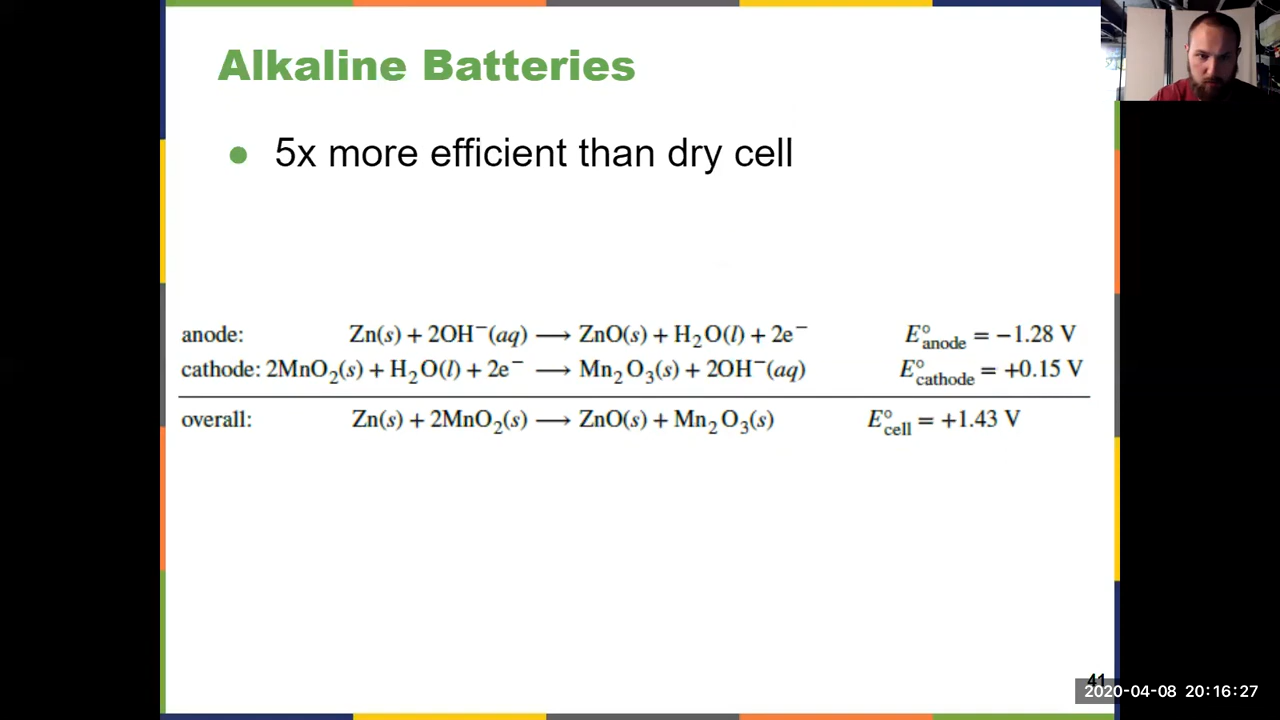 Alkaline Batteries
● 5x more efficient than dry cell
anode: Zn(s) + 2OH⁻(aq) ⟶ ZnO(s) + H₂O(l) + 2e⁻ E°anode = −1.28 V
cathode: 2MnO₂(s) + H₂O(l) + 2e⁻ ⟶ Mn₂O₃(s) + 2OH⁻(aq) E°cathode = +0.15 V
overall: Zn(s) + 2MnO₂(s) ⟶ ZnO(s) + Mn₂O₃(s) E°cell = +1.43 V
41
2020-04-08 20:16:27